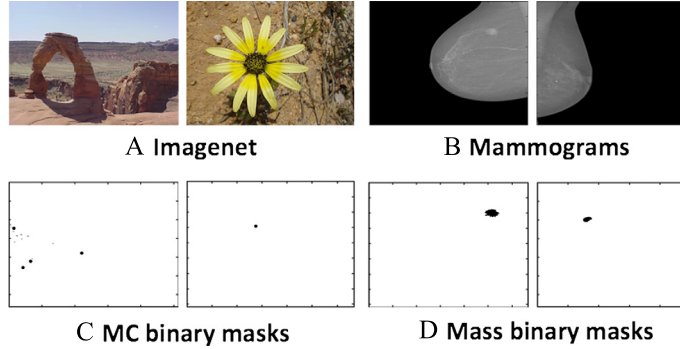 A Imagenet
B Mammograms
C MC binary masks
D Mass binary masks